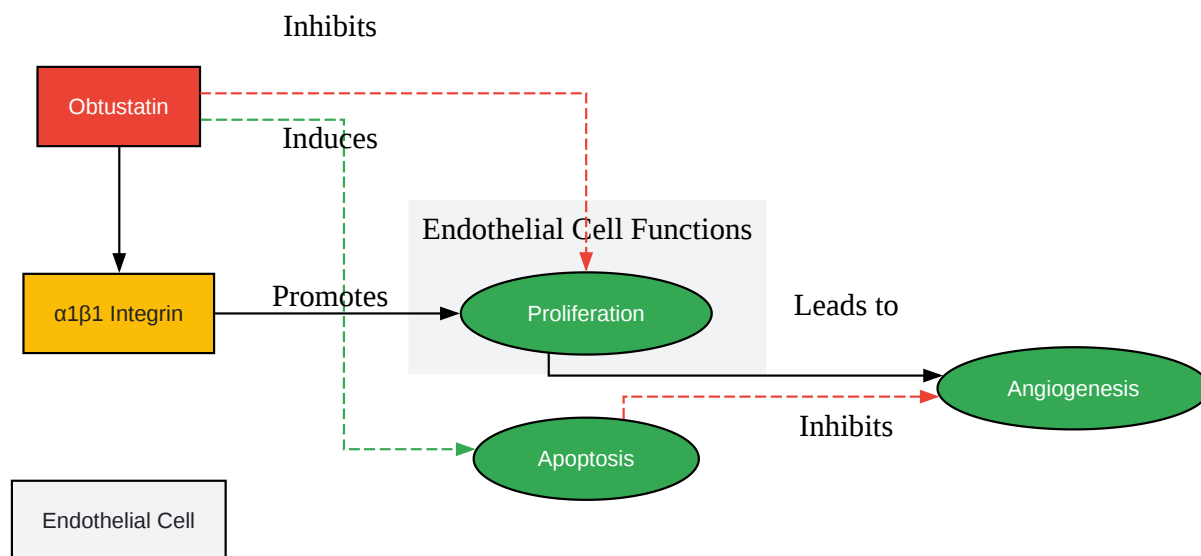 Inhibits
Obtustatin
Induces
Endothelial Cell Functions
α1β1 Integrin
Promotes
Proliferation
Leads to
Angiogenesis
Inhibits
Apoptosis
Endothelial Cell